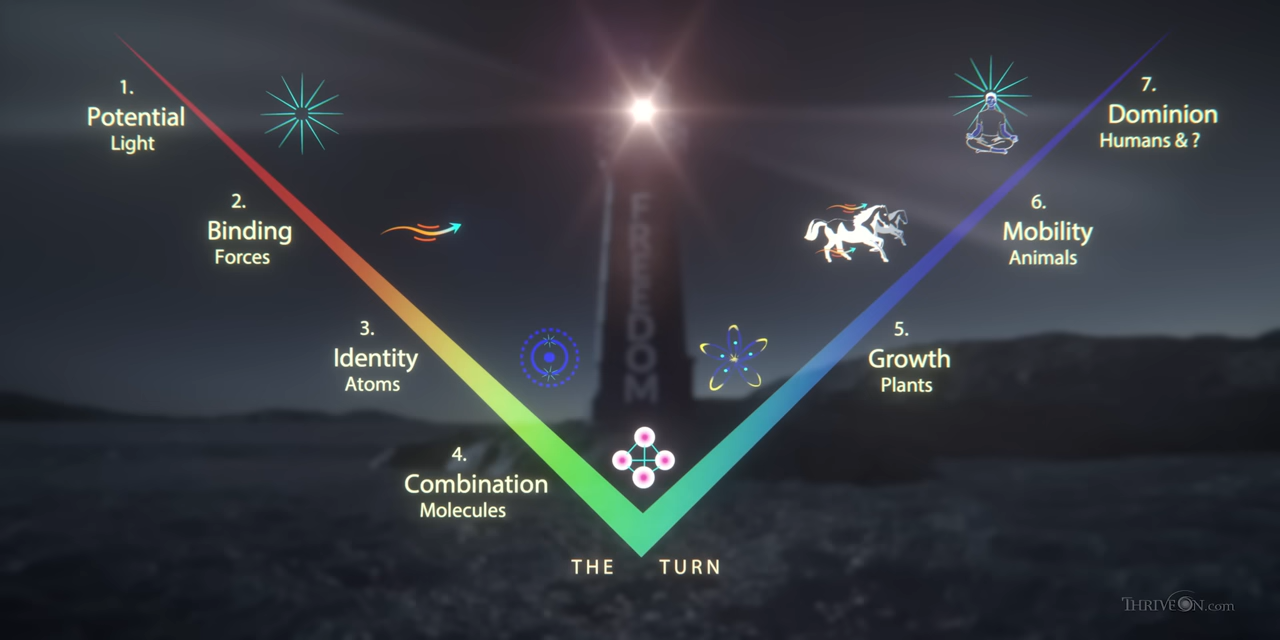 1.
Potential
Light
2.
Binding
Forces
3.
Identity
Atoms
4.
Combination
Molecules
THE TURN
5.
Growth
Plants
6.
Mobility
Animals
7.
Dominion
Humans & ?
FREEDOM
THRIVEON.com